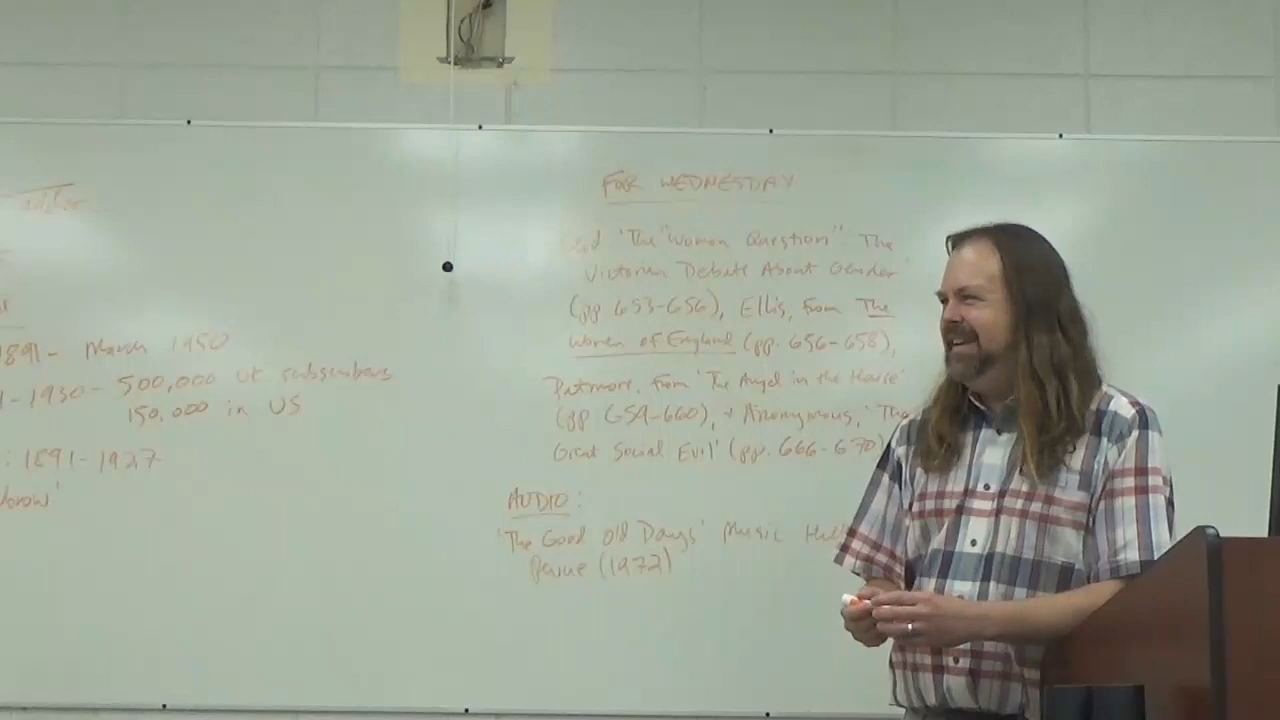 1891- March 1950
1-1930-500,000 UK subscribers
150,000 in US
: 1891-1927
FOR WEDNESDAY
'The "Woman Question": The
Victorian Debate About Gender'
(pp 653-656), Ellis, from The
Women of England (pp. 656-658),
Patmore, from 'The Angel in the House'
(pp 659-660), + Anonymous, 'The
Great Social Evil' (pp. 666-670)
AUDIO:
'The Good Old Days' Music Hall
(1972)